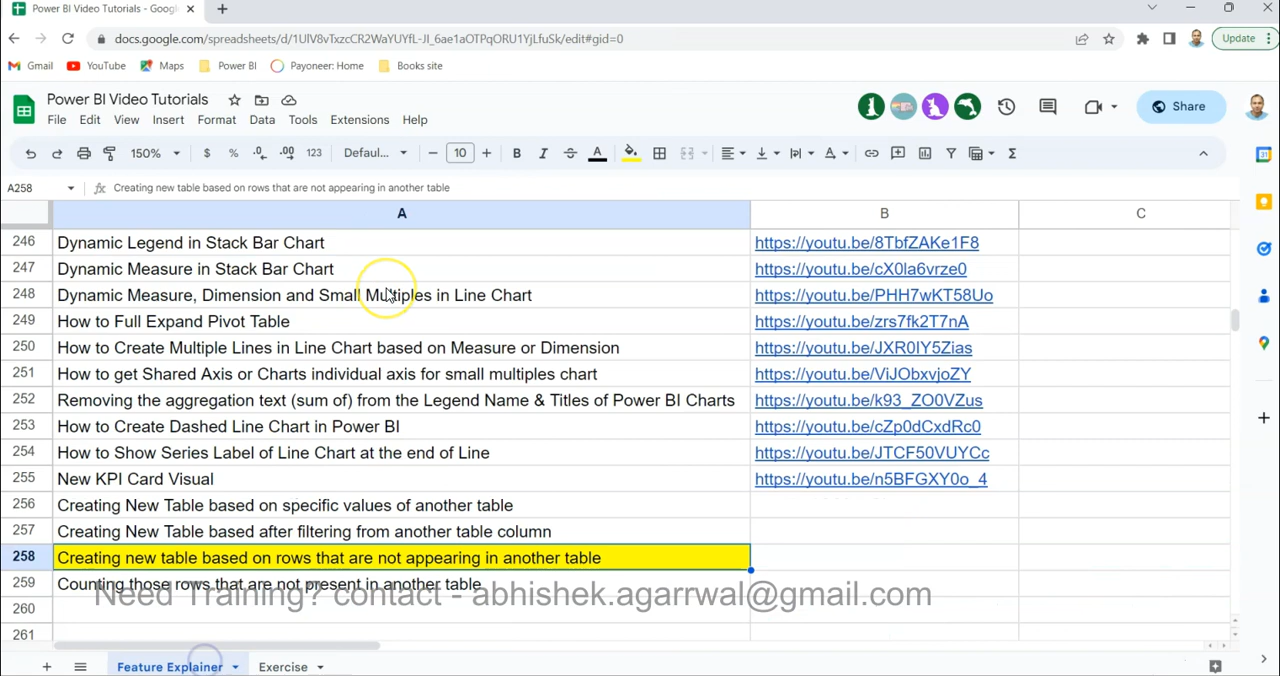 Power BI Video Tutorials - Googl
docs.google.com/spreadsheets/d/1UlV8vTxzcCR2WaYUYfL-JI_6ae1aOTPqORU1YjLfuSk/edit#gid=0
Update
Gmail YouTube Maps Power BI Payoneer: Home Books site
Power BI Video Tutorials
Share
File Edit View Insert Format Data Tools Extensions Help
150% $ % .0 .00 123 Defaul... − 10 + B I A
A258 fx Creating new table based on rows that are not appearing in another table
A B C
246 Dynamic Legend in Stack Bar Chart https://youtu.be/8TbfZAKe1F8
247 Dynamic Measure in Stack Bar Chart https://youtu.be/cX0la6vrze0
248 Dynamic Measure, Dimension and Small Multiples in Line Chart https://youtu.be/PHH7wKT58Uo
249 How to Full Expand Pivot Table https://youtu.be/zrs7fk2T7nA
250 How to Create Multiple Lines in Line Chart based on Measure or Dimension https://youtu.be/JXR0lY5Zias
251 How to get Shared Axis or Charts individual axis for small multiples chart https://youtu.be/ViJObxvjoZY
252 Removing the aggregation text (sum of) from the Legend Name & Titles of Power BI Charts https://youtu.be/k93_ZO0VZus
253 How to Create Dashed Line Chart in Power BI https://youtu.be/cZp0dCxdRc0
254 How to Show Series Label of Line Chart at the end of Line https://youtu.be/JTCF50VUYCc
255 New KPI Card Visual https://youtu.be/n5BFGXY0o_4
256 Creating New Table based on specific values of another table
257 Creating New Table based after filtering from another table column
258 Creating new table based on rows that are not appearing in another table
259 Counting those rows that are not present in another table
Need Training? contact - abhishek.agarrwal@gmail.com
260
261
Feature Explainer Exercise